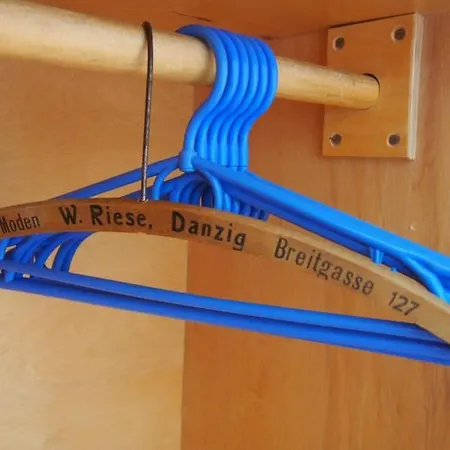 Moden W. Riese, Danzig Breitgasse 127